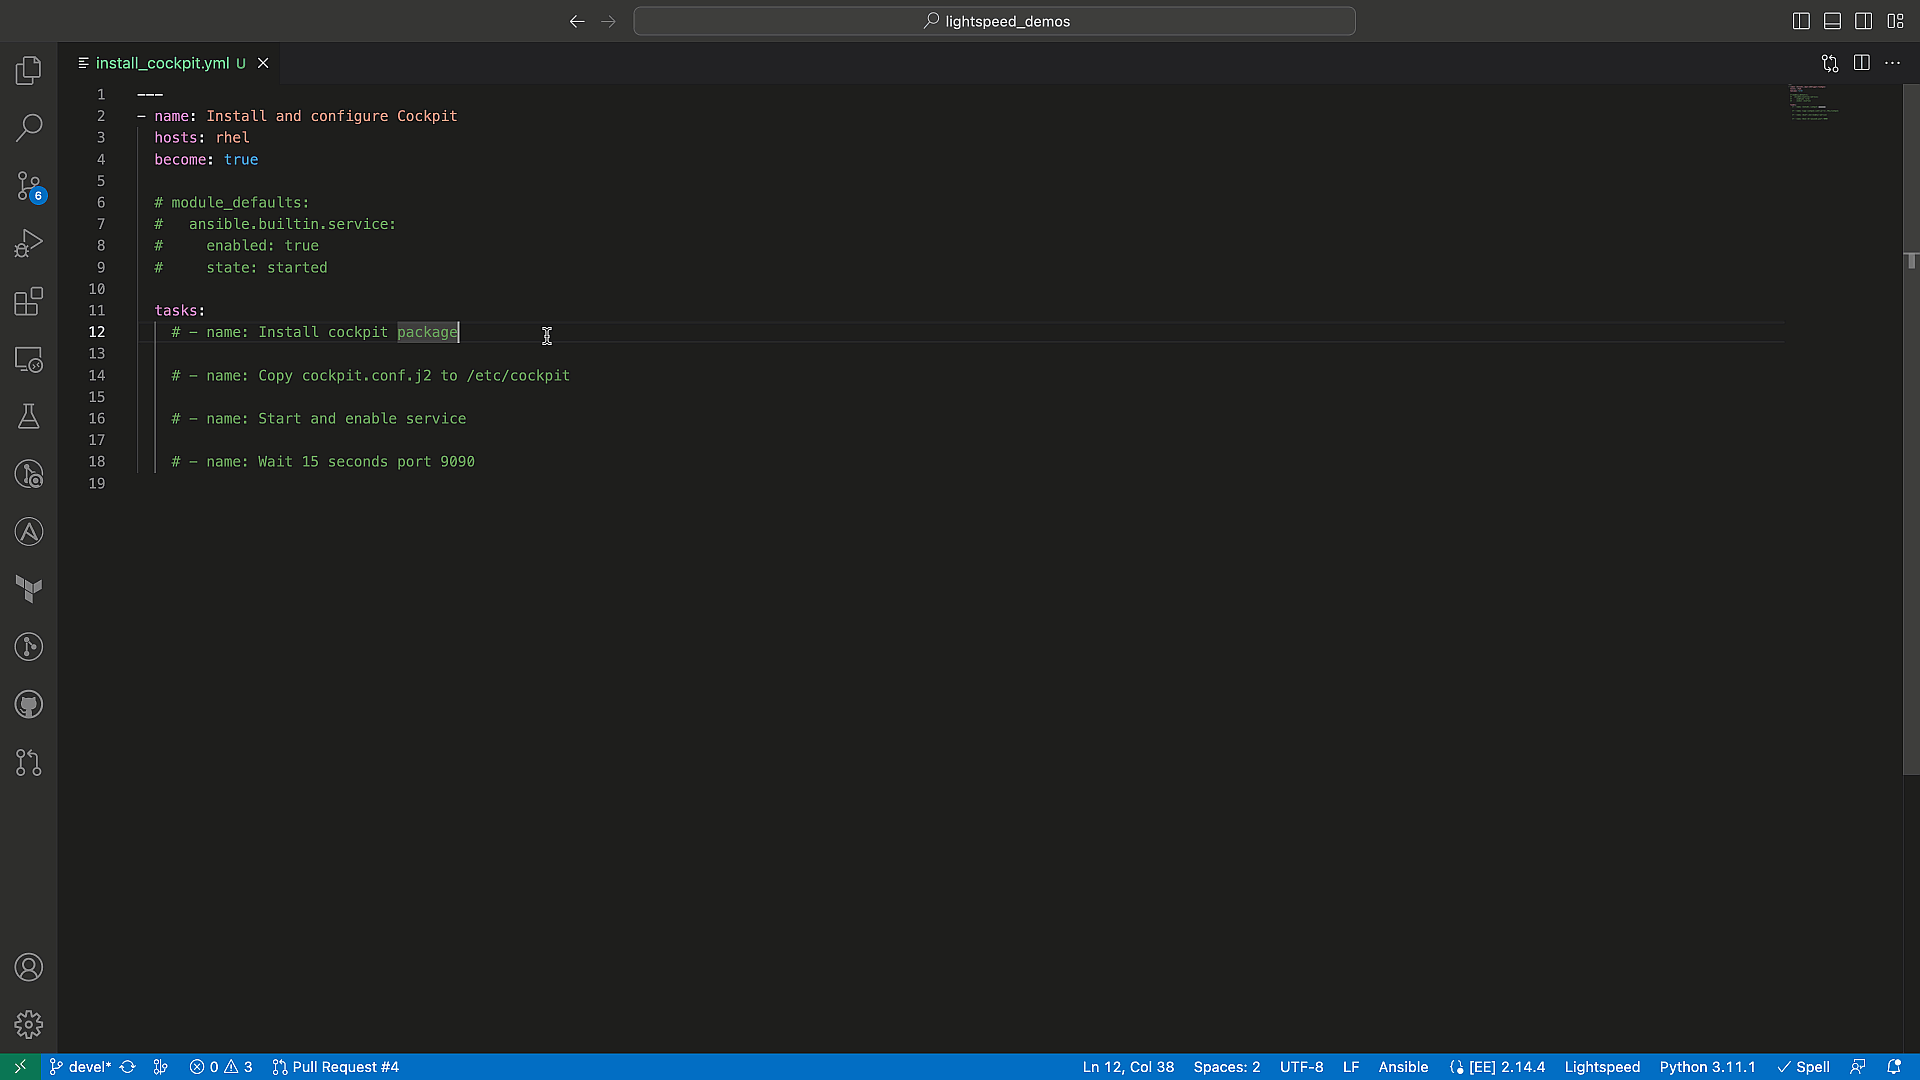 lightspeed_demos
install_cockpit.yml U
1 ---
2 - name: Install and configure Cockpit
3   hosts: rhel
4   become: true
5
6   # module_defaults:
7   #   ansible.builtin.service:
8   #     enabled: true
9   #     state: started
10
11   tasks:
12     # - name: Install cockpit package
13
14     # - name: Copy cockpit.conf.j2 to /etc/cockpit
15
16     # - name: Start and enable service
17
18     # - name: Wait 15 seconds port 9090
19
6
devel* 0 3 Pull Request #4 Ln 12, Col 38 Spaces: 2 UTF-8 LF Ansible [EE] 2.14.4 Lightspeed Python 3.11.1 Spell